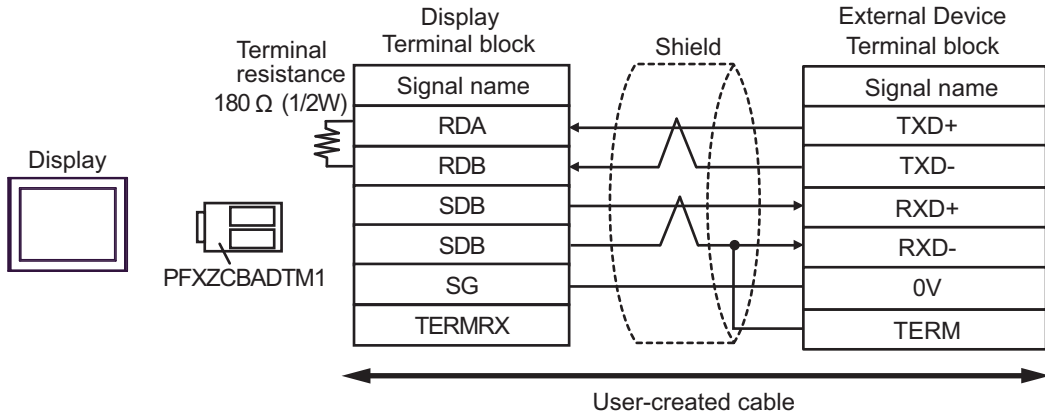 Display
Terminal block
External Device
Terminal block
Shield
Terminal
resistance
180 Ω (1/2W)
Signal name
Signal name
RDA
TXD+
RDB
TXD-
SDB
RXD+
SDB
RXD-
SG
0V
TERMRX
TERM
Display
PFXZCBADTM1
User-created cable